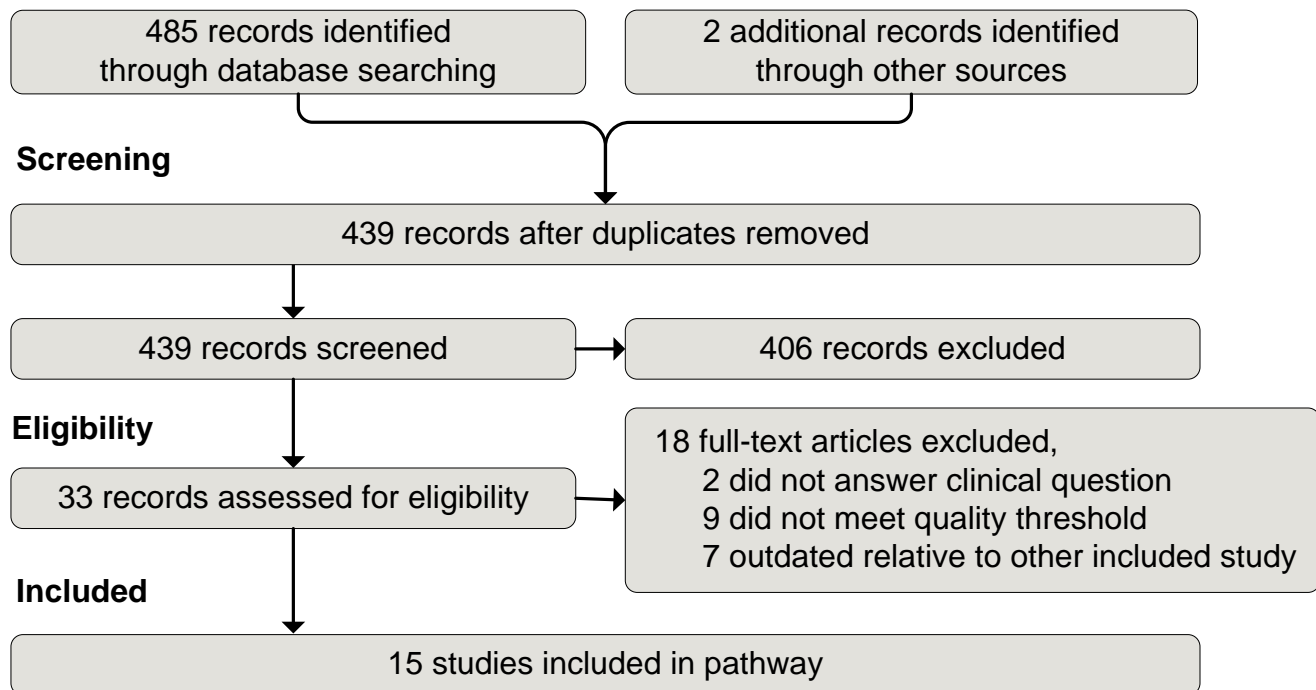 485 records identified
through database searching
2 additional records identified
through other sources
Screening
439 records after duplicates removed
439 records screened
406 records excluded
Eligibility
33 records assessed for eligibility
18 full-text articles excluded,
2 did not answer clinical question
9 did not meet quality threshold
7 outdated relative to other included study
Included
15 studies included in pathway